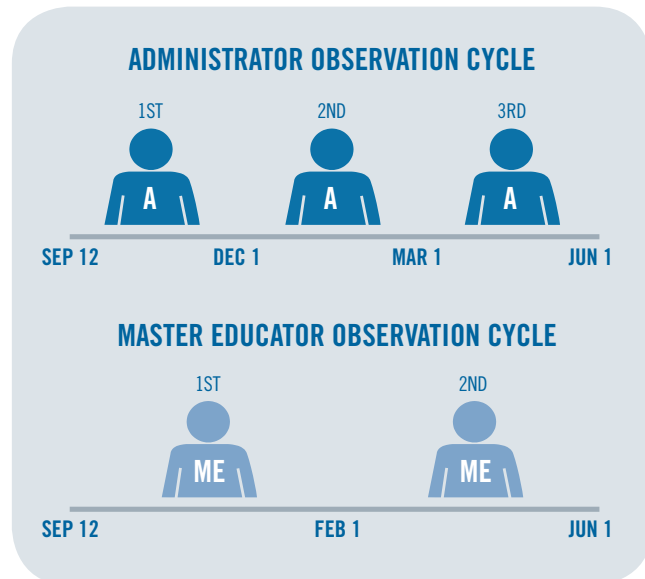 ADMINISTRATOR OBSERVATION CYCLE
1ST 2ND 3RD
A A A
SEP 12 DEC 1 MAR 1 JUN 1
MASTER EDUCATOR OBSERVATION CYCLE
1ST 2ND
ME ME
SEP 12 FEB 1 JUN 1